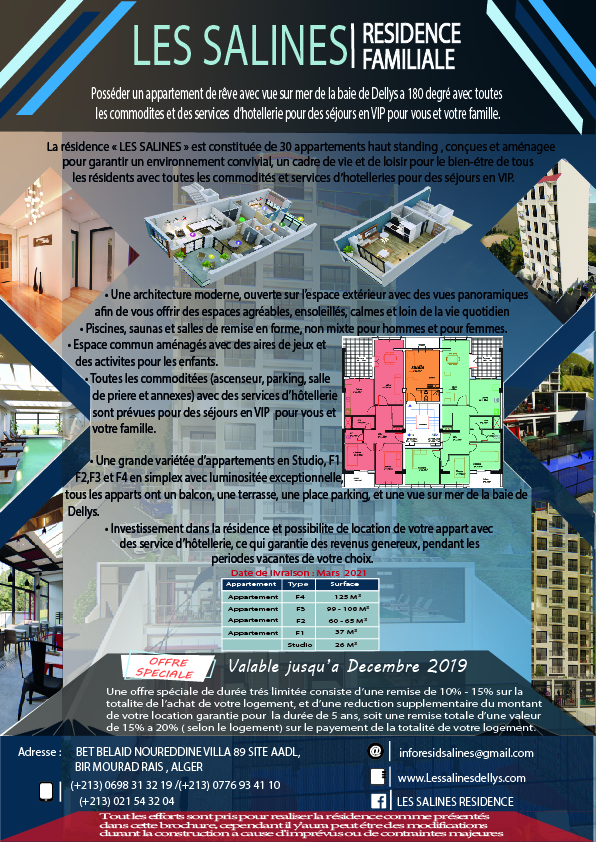 LES SALINES
RESIDENCE
FAMILIALE
Posséder un appartement de rêve avec vue sur mer de la baie de Dellys a 180 degré avec toutes
les commodites et des services d'hotellerie pour des séjours en VIP pour vous et votre famille.
La résidence « LES SALINES » est constituée de 30 appartements haut standing , conçues et aménagee
pour garantir un environnement convivial, un cadre de vie et de loisir pour le bien-étre de tous
les résidents avec toutes les commodités et services d'hotelleries pour des séjours en VIP.
• Une architecture moderne, ouverte sur l'espace extérieur avec des vues panoramiques
afin de vous offrir des espaces agréables, ensoleillés, calmes et loin de la vie quotidien
• Piscines, saunas et salles de remise en forme, non mixte pour hommes et pour femmes.
• Espace commun aménagés avec des aires de jeux et
des activites pour les enfants.
• Toutes les commoditées (ascenseur, parking, salle
de priere et annexes) avec des services d'hôtellerie
sont prévues pour des séjours en VIP pour vous et
votre famille.
• Une grande variétée d'appartements en Studio, F1
F2,F3 et F4 en simplex avec luminositée exceptionnelle,
tous les apparts ont un balcon, une terrasse, une place parking, et une vue sur mer de la baie de
Dellys.
• Investissement dans la résidence et possibilite de location de votre appart avec
des service d'hôtellerie, ce qui garantie des revenus genereux, pendant les
periodes vacantes de votre choix.
Date de livraison : Mars 2021
Appartement Type Surface
Appartement F4 125 M²
Appartement F3 99 - 108 M²
Appartement F2 60 - 65 M²
Appartement F1 37 M²
Studio 26 M²
OFFRE
SPECIALE
Valable jusqu'a Decembre 2019
Une offre spéciale de durée trés limitée consiste d'une remise de 10% - 15% sur la
totalite de l'achat de votre logement, et d'une reduction supplementaire du montant
de votre location garantie pour la durée de 5 ans, soit une remise totale d'une valeur
de 15% a 20% ( selon le logement) sur le payement de la totalité de votre logement.
Adresse : BET BELAID NOUREDDINE VILLA 89 SITE AADL,
BIR MOURAD RAIS , ALGER
(+213) 0698 31 32 19 /(+213) 0776 93 41 10
(+213) 021 54 32 04
@ inforesidsalines@gmail.com
www.Lessalinesdellys.com
f LES SALINES RESIDENCE
Tout les efforts sont pris pour realiser la résidence comme présentés
dans cette brochure, cependant il y'aura peut étre des modifications
durant la construction a cause d'imprévus ou de contraintes majeures